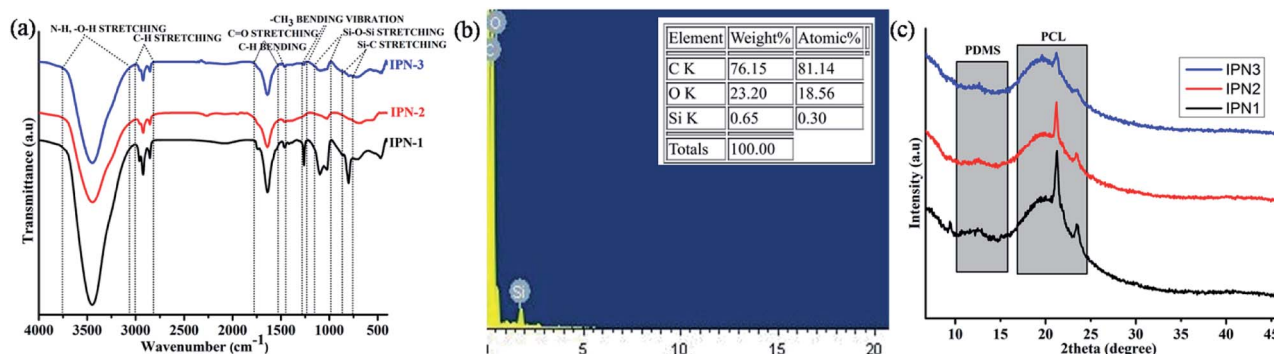 (a)
-CH3 BENDING VIBRATION
N-H, -O-H STRETCHING
C=O STRETCHING
Si-O-Si STRETCHING
C-H STRETCHING
C-H BENDING
Si-C STRETCHING
IPN-3
IPN-2
IPN-1
Transmittance (a.u)
4000 3500 3000 2500 2000 1500 1000 500
Wavenumber (cm-1)
(b)
O
C
Si
Element Weight% Atomic%
C K 76.15 81.14
O K 23.20 18.56
Si K 0.65 0.30
Totals 100.00
5 10 15 20
(c)
PDMS
PCL
IPN3
IPN2
IPN1
Intensity (a.u)
10 15 20 25 30 35 40 45
2theta (degree)